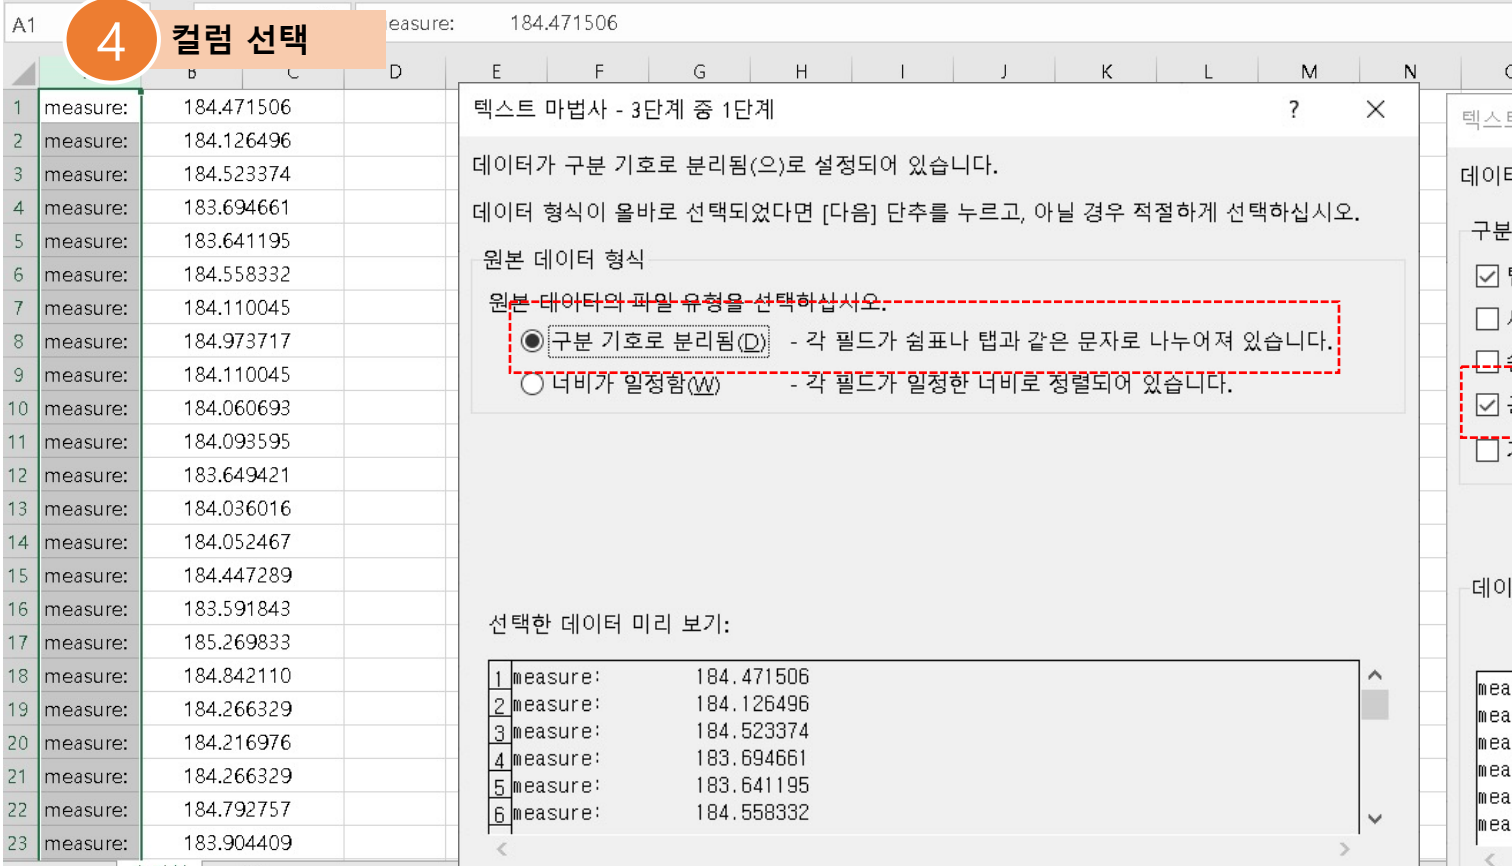 A1
4
컬럼 선택
easure: 184.471506
B C D E F G H I J K L M N
1 measure: 184.471506
2 measure: 184.126496
3 measure: 184.523374
4 measure: 183.694661
5 measure: 183.641195
6 measure: 184.558332
7 measure: 184.110045
8 measure: 184.973717
9 measure: 184.110045
10 measure: 184.060693
11 measure: 184.093595
12 measure: 183.649421
13 measure: 184.036016
14 measure: 184.052467
15 measure: 184.447289
16 measure: 183.591843
17 measure: 185.269833
18 measure: 184.842110
19 measure: 184.266329
20 measure: 184.216976
21 measure: 184.266329
22 measure: 184.792757
23 measure: 183.904409
텍스트 마법사 - 3단계 중 1단계 ?
데이터가 구분 기호로 분리됨(으)로 설정되어 있습니다.
데이터 형식이 올바로 선택되었다면 [다음] 단추를 누르고, 아닐 경우 적절하게 선택하십시오.
원본 데이터 형식
원본 데이터의 파일 유형을 선택하십시오.
구분 기호로 분리됨(D) - 각 필드가 쉼표나 탭과 같은 문자로 나누어져 있습니다.
너비가 일정함(W) - 각 필드가 일정한 너비로 정렬되어 있습니다.
선택한 데이터 미리 보기:
1 measure: 184.471506
2 measure: 184.126496
3 measure: 184.523374
4 measure: 183.694661
5 measure: 183.641195
6 measure: 184.558332
텍스
데이
구분
데이
mea
mea
mea
mea
mea
mea